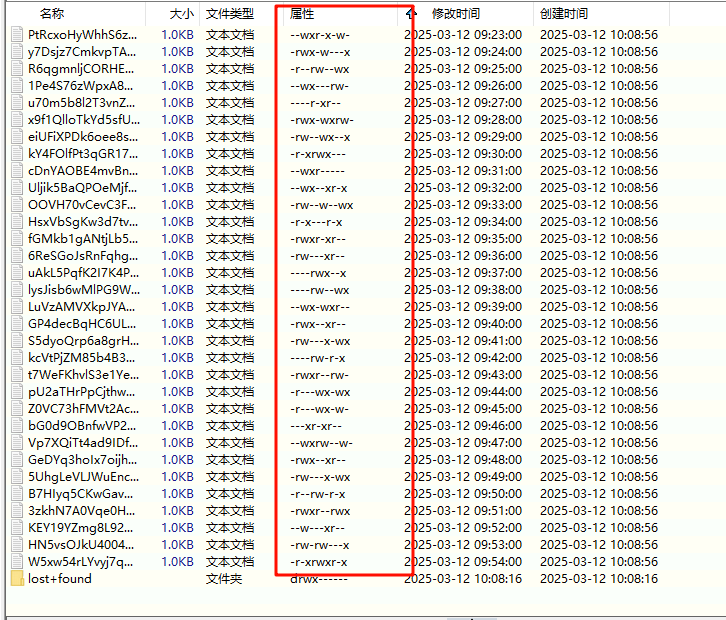 名称 大小 文件类型 属性 修改时间 创建时间
PtRcxoHyWhhS6z... 1.0KB 文本文档 --wxr-x-w- 2025-03-12 09:23:00 2025-03-12 10:08:56
y7Dsjz7CmkvpTA... 1.0KB 文本文档 -rwx-w---x 2025-03-12 09:24:00 2025-03-12 10:08:56
R6qgmnljCORHE... 1.0KB 文本文档 -r--rw--wx 2025-03-12 09:25:00 2025-03-12 10:08:56
1Pe4S76zWpxA8... 1.0KB 文本文档 --wx---rw- 2025-03-12 09:26:00 2025-03-12 10:08:56
u70m5b8l2T3vnZ... 1.0KB 文本文档 ----r-xr-- 2025-03-12 09:27:00 2025-03-12 10:08:56
x9f1QlloTkYd5sfU... 1.0KB 文本文档 -rwx-wxrw- 2025-03-12 09:28:00 2025-03-12 10:08:56
eiUFiXPDk6oee8s... 1.0KB 文本文档 -rw--wx--x 2025-03-12 09:29:00 2025-03-12 10:08:56
kY4FOlfPt3qGR17... 1.0KB 文本文档 -r-xrwx--- 2025-03-12 09:30:00 2025-03-12 10:08:56
cDnYAOBE4mvBn... 1.0KB 文本文档 --wxr----- 2025-03-12 09:31:00 2025-03-12 10:08:56
Uljik5BaQPOeMjf... 1.0KB 文本文档 --wx--xr-x 2025-03-12 09:32:00 2025-03-12 10:08:56
OOVH70vCevC3F... 1.0KB 文本文档 -rw--w--wx 2025-03-12 09:33:00 2025-03-12 10:08:56
HsxVbSgKw3d7tv... 1.0KB 文本文档 -r-x---r-x 2025-03-12 09:34:00 2025-03-12 10:08:56
fGMkb1gANtjLb5... 1.0KB 文本文档 -rwxr-xr-- 2025-03-12 09:35:00 2025-03-12 10:08:56
6ReSGoJsRnFqhg... 1.0KB 文本文档 -rw---xr-- 2025-03-12 09:36:00 2025-03-12 10:08:56
uAkL5PqfK2I7K4P... 1.0KB 文本文档 ----rwx--x 2025-03-12 09:37:00 2025-03-12 10:08:56
lysJisb6wMlPG9W... 1.0KB 文本文档 ----rw--wx 2025-03-12 09:38:00 2025-03-12 10:08:56
LuVzAMVXkpJYA... 1.0KB 文本文档 --wx-wxr-- 2025-03-12 09:39:00 2025-03-12 10:08:56
GP4decBqHC6UL... 1.0KB 文本文档 -rwx--xr-- 2025-03-12 09:40:00 2025-03-12 10:08:56
S5dyoQrp6a8grH... 1.0KB 文本文档 -rw---x-wx 2025-03-12 09:41:00 2025-03-12 10:08:56
kcVtPjZM85b4B3... 1.0KB 文本文档 ----rw-r-x 2025-03-12 09:42:00 2025-03-12 10:08:56
t7WeFKhvlS3e1Ye... 1.0KB 文本文档 -rwxr--rw- 2025-03-12 09:43:00 2025-03-12 10:08:56
pU2aTHrPpCjthw... 1.0KB 文本文档 -r---wx-wx 2025-03-12 09:44:00 2025-03-12 10:08:56
Z0VC73hFMVt2Ac... 1.0KB 文本文档 -r---wx-w- 2025-03-12 09:45:00 2025-03-12 10:08:56
bG0d9OBnfwVP2... 1.0KB 文本文档 ---xr-xr-- 2025-03-12 09:46:00 2025-03-12 10:08:56
Vp7XQiTt4ad9IDf... 1.0KB 文本文档 --wxrw--w- 2025-03-12 09:47:00 2025-03-12 10:08:56
GeDYq3hoIx7oijh... 1.0KB 文本文档 -rwx--xr-- 2025-03-12 09:48:00 2025-03-12 10:08:56
5UhgLeVLJWuEnc... 1.0KB 文本文档 -rw---x-wx 2025-03-12 09:49:00 2025-03-12 10:08:56
B7HIyq5CKwGav... 1.0KB 文本文档 -r--rw-r-x 2025-03-12 09:50:00 2025-03-12 10:08:56
3zkhN7A0Vqe0H... 1.0KB 文本文档 -rwxr--rwx 2025-03-12 09:51:00 2025-03-12 10:08:56
KEY19YZmg8L92... 1.0KB 文本文档 --w---xr-- 2025-03-12 09:52:00 2025-03-12 10:08:56
HN5vsOJkU4004... 1.0KB 文本文档 -rw-rw---x 2025-03-12 09:53:00 2025-03-12 10:08:56
W5xw54rLYvyj7q... 1.0KB 文本文档 -r-xrwxr-x 2025-03-12 09:54:00 2025-03-12 10:08:56
lost+found 文件夹 drwx------ 2025-03-12 10:08:16 2025-03-12 10:08:16